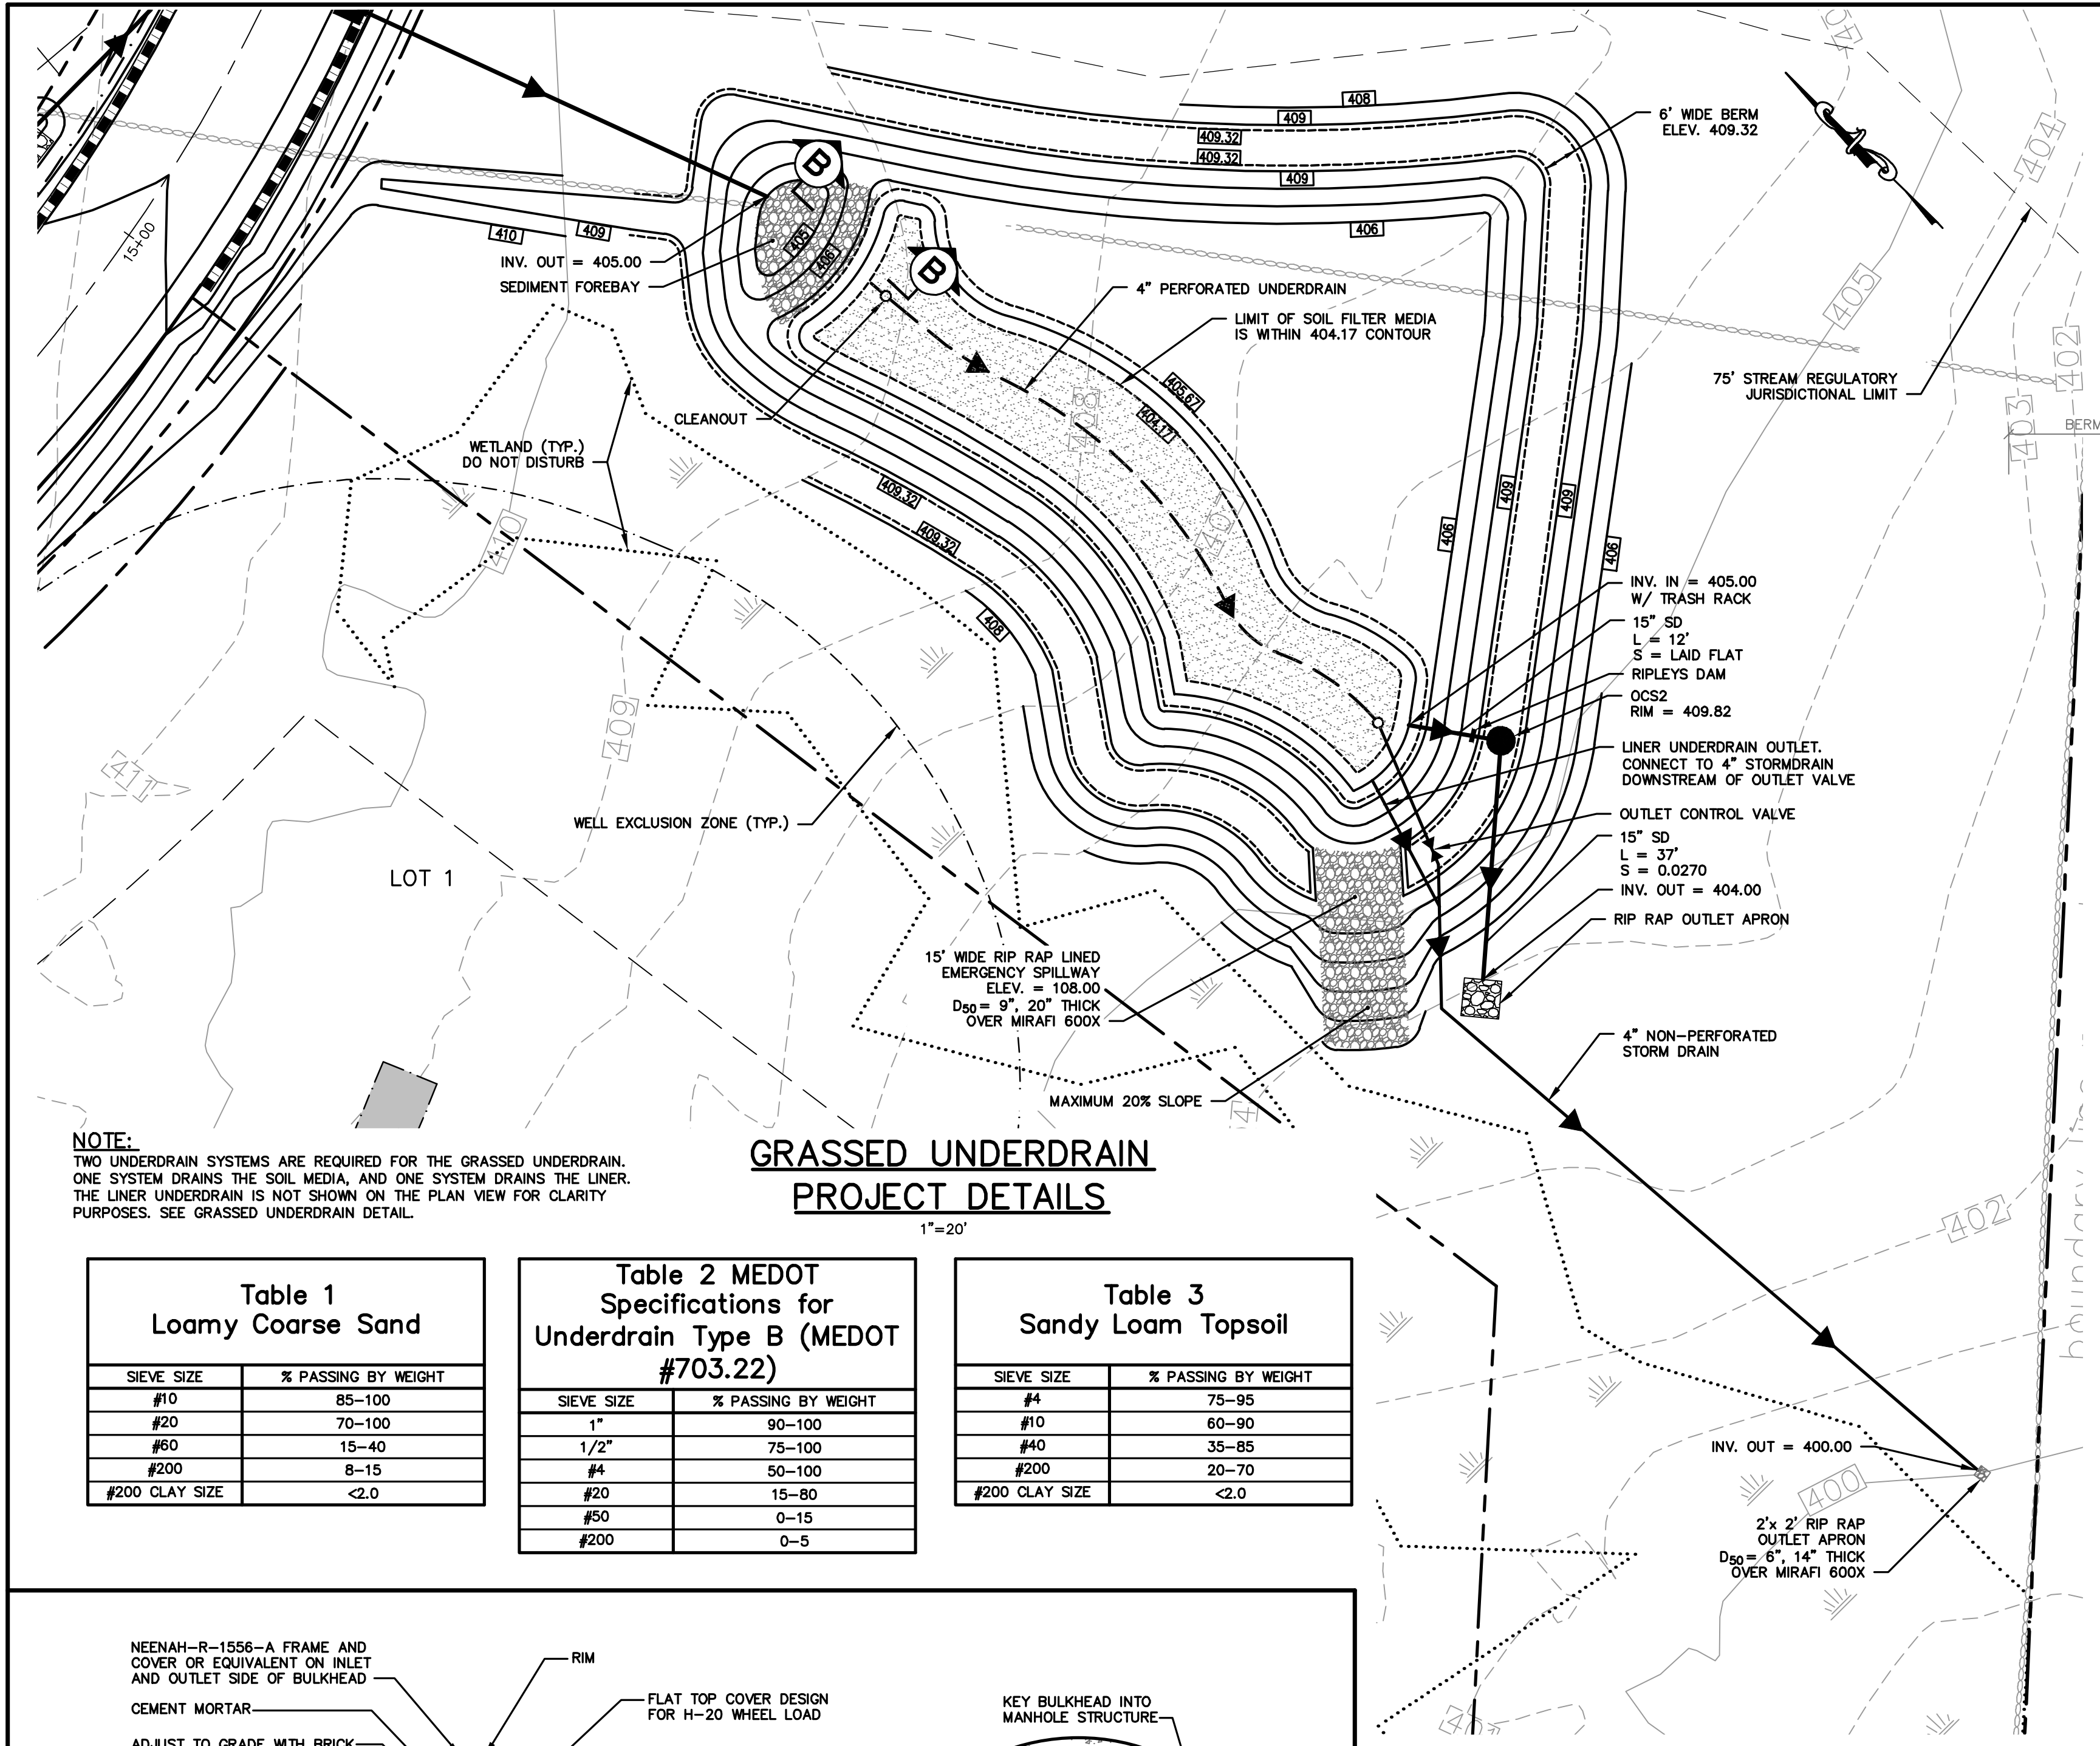 408
409
409.32
409.32
409
406
6' WIDE BERM
ELEV. 409.32
404
405
402
403
B
B
15+00
410
409
INV. OUT = 405.00
SEDIMENT FOREBAY
405
406
4" PERFORATED UNDERDRAIN
LIMIT OF SOIL FILTER MEDIA
IS WITHIN 404.17 CONTOUR
75' STREAM REGULATORY
JURISDICTIONAL LIMIT
BERM
405.67
404.17
408
CLEANOUT
WETLAND (TYP.)
DO NOT DISTURB
410
409.32
409.32
408
406
409
409
406
INV. IN = 405.00
W/ TRASH RACK
15" SD
L = 12'
S = LAID FLAT
RIPLEYS DAM
OCS2
RIM = 409.82
LINER UNDERDRAIN OUTLET.
CONNECT TO 4" STORMDRAIN
DOWNSTREAM OF OUTLET VALVE
OUTLET CONTROL VALVE
15" SD
L = 37'
S = 0.0270
INV. OUT = 404.00
RIP RAP OUTLET APRON
409
411
WELL EXCLUSION ZONE (TYP.)
LOT 1
15' WIDE RIP RAP LINED
EMERGENCY SPILLWAY
ELEV. = 108.00
D50= 9", 20" THICK
OVER MIRAFI 600X
MAXIMUM 20% SLOPE
4" NON-PERFORATED
STORM DRAIN
NOTE:
TWO UNDERDRAIN SYSTEMS ARE REQUIRED FOR THE GRASSED UNDERDRAIN.
ONE SYSTEM DRAINS THE SOIL MEDIA, AND ONE SYSTEM DRAINS THE LINER.
THE LINER UNDERDRAIN IS NOT SHOWN ON THE PLAN VIEW FOR CLARITY
PURPOSES. SEE GRASSED UNDERDRAIN DETAIL.
GRASSED UNDERDRAIN
PROJECT DETAILS
1"=20'
402
Table 1
Loamy Coarse Sand
SIEVE SIZE % PASSING BY WEIGHT
#10 85-100
#20 70-100
#60 15-40
#200 8-15
#200 CLAY SIZE <2.0
Table 2 MEDOT
Specifications for
Underdrain Type B (MEDOT
#703.22)
SIEVE SIZE % PASSING BY WEIGHT
1" 90-100
1/2" 75-100
#4 50-100
#20 15-80
#50 0-15
#200 0-5
Table 3
Sandy Loam Topsoil
SIEVE SIZE % PASSING BY WEIGHT
#4 75-95
#10 60-90
#40 35-85
#200 20-70
#200 CLAY SIZE <2.0
INV. OUT = 400.00
400
2'x 2' RIP RAP
OUTLET APRON
D50= 6", 14" THICK
OVER MIRAFI 600X
NEENAH-R-1556-A FRAME AND
COVER OR EQUIVALENT ON INLET
AND OUTLET SIDE OF BULKHEAD
CEMENT MORTAR
ADJUST TO GRADE WITH BRICK
RIM
FLAT TOP COVER DESIGN
FOR H-20 WHEEL LOAD
KEY BULKHEAD INTO
MANHOLE STRUCTURE